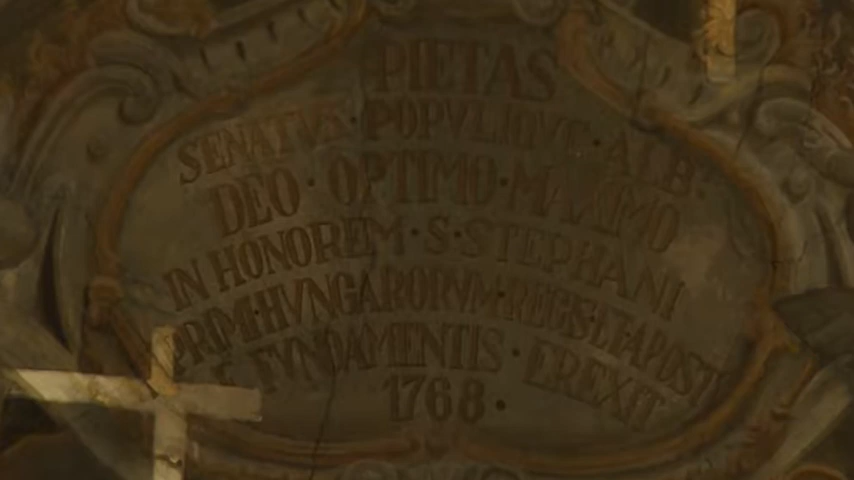 PIETAS
SENATVS · POPVLIQVE · ALB·
DEO · OPTIMO · MAXIMO
IN HONOREM · S · STEPHANI
PRIMI · HVNGARORVM · REGIS · ET · APOST
E FVNDAMENTIS · EREXIT
1768 ·